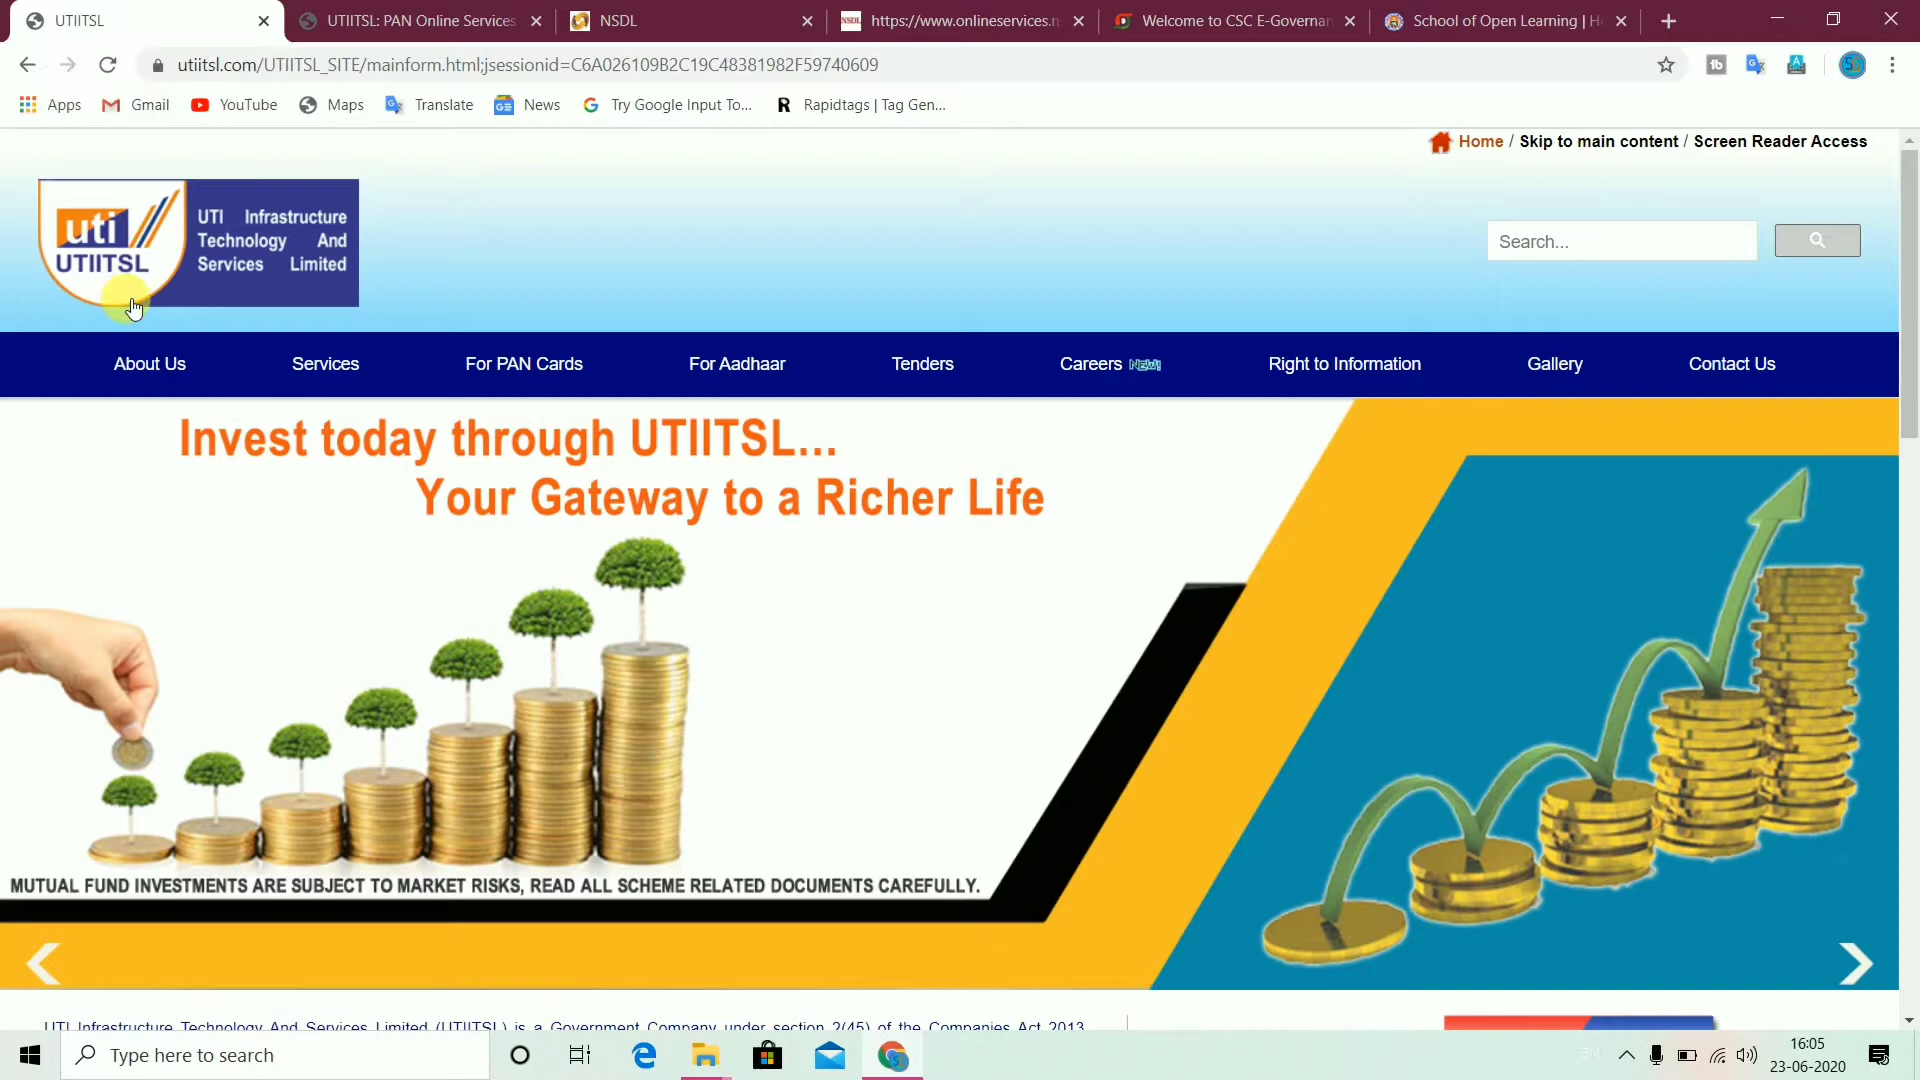 UTIITSL
UTIITSL: PAN Online Services
NSDL
https://www.onlineservices.n
Welcome to CSC E-Governan
School of Open Learning | H
utiitsl.com/UTIITSL_SITE/mainform.html;jsessionid=C6A026109B2C19C48381982F59740609
Apps
Gmail
YouTube
Maps
Translate
News
Try Google Input To...
Rapidtags | Tag Gen...
Home / Skip to main content / Screen Reader Access
uti
UTIITSL
UTI Infrastructure
Technology And
Services Limited
Search...
About Us
Services
For PAN Cards
For Aadhaar
Tenders
Careers NEW!
Right to Information
Gallery
Contact Us
Invest today through UTIITSL...
Your Gateway to a Richer Life
MUTUAL FUND INVESTMENTS ARE SUBJECT TO MARKET RISKS, READ ALL SCHEME RELATED DOCUMENTS CAREFULLY.
UTI Infrastructure Technology And Services Limited (UTIITSL) is a Government Company under section 2(45) of the Companies Act 2013
Type here to search
16:05
23-06-2020